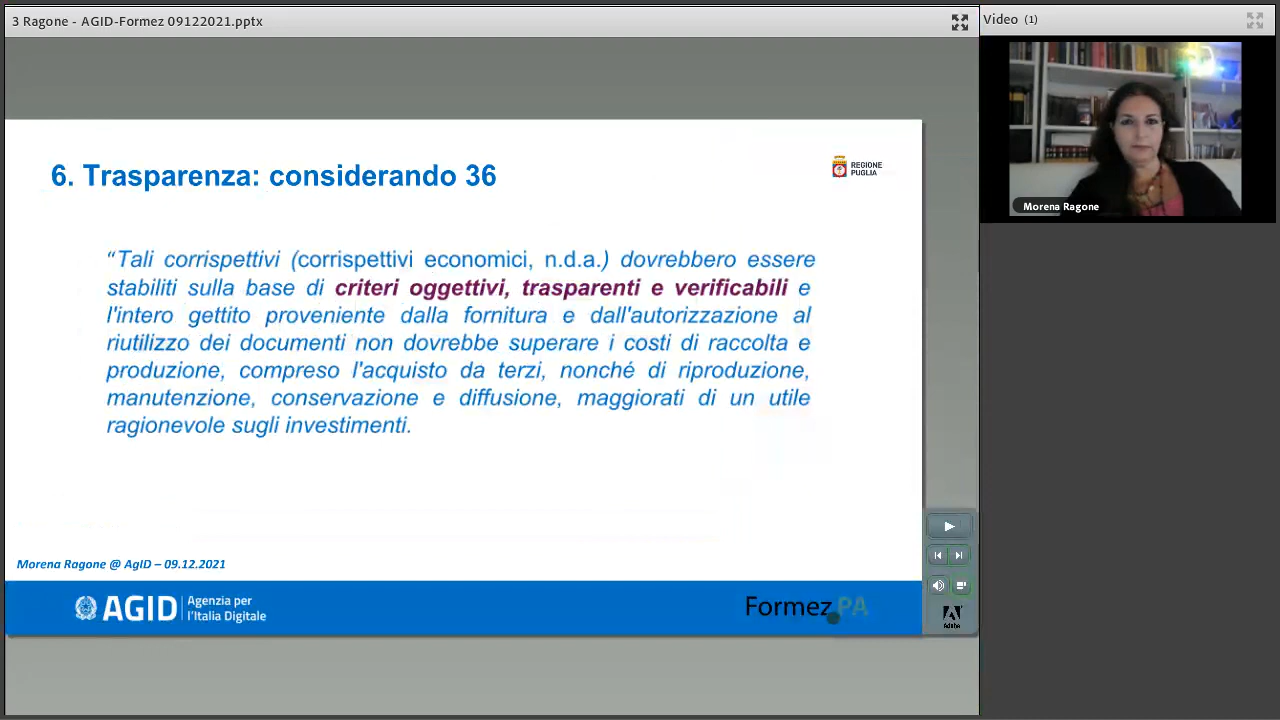 3 Ragone - AGID-Formez 09122021.pptx
Video (1)
6. Trasparenza: considerando 36
REGIONE
PUGLIA
“Tali corrispettivi (corrispettivi economici, n.d.a.) dovrebbero essere
stabiliti sulla base di criteri oggettivi, trasparenti e verificabili e
l'intero gettito proveniente dalla fornitura e dall'autorizzazione al
riutilizzo dei documenti non dovrebbe superare i costi di raccolta e
produzione, compreso l'acquisto da terzi, nonché di riproduzione,
manutenzione, conservazione e diffusione, maggiorati di un utile
ragionevole sugli investimenti.
Morena Ragone
Morena Ragone @ AgID – 09.12.2021
AGID
Agenzia per
l'Italia Digitale
Formez PA
Adobe